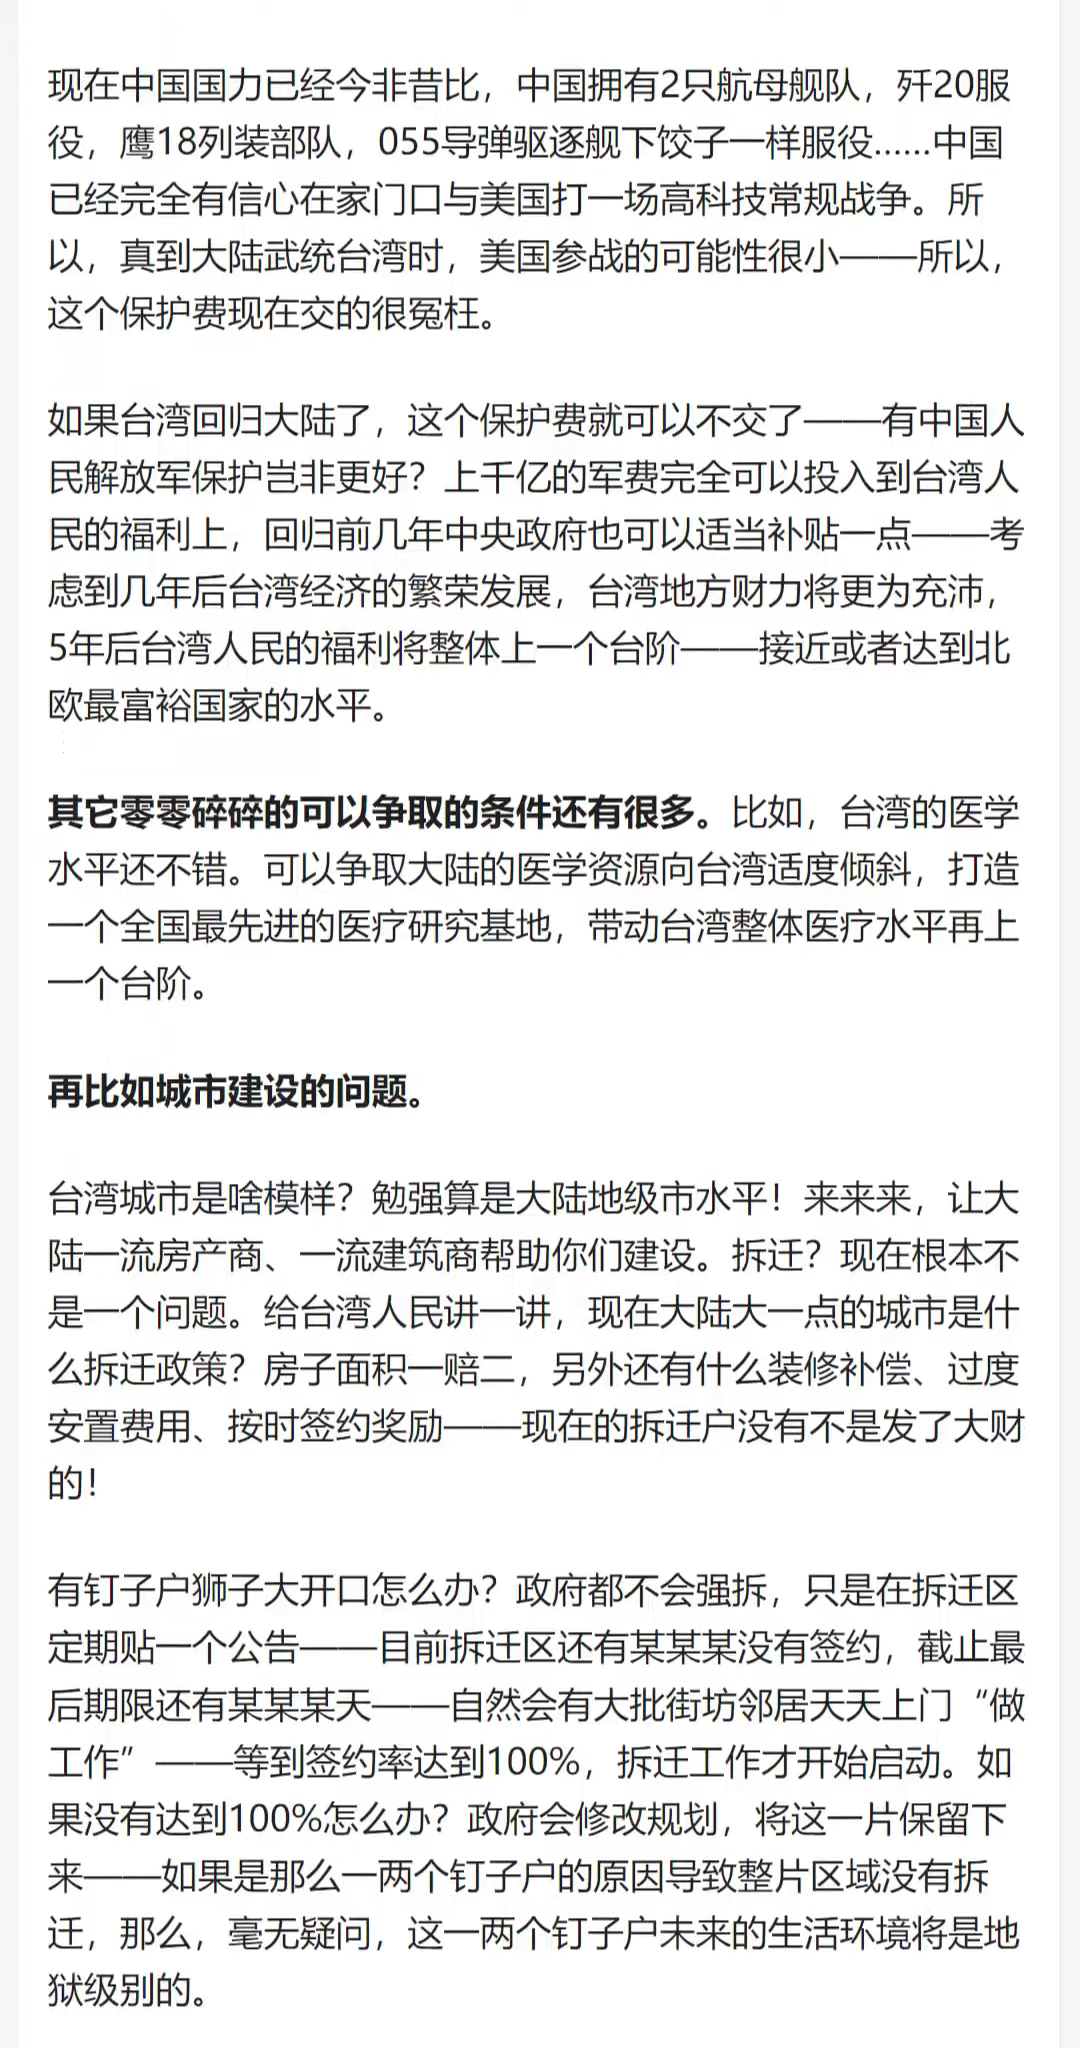 现在中国国力已经今非昔比，中国拥有2只航母舰队，歼20服
役，鹰18列装部队，055导弹驱逐舰下饺子一样服役……中国
已经完全有信心在家门口与美国打一场高科技常规战争。所
以，真到大陆武统台湾时，美国参战的可能性很小——所以，
这个保护费现在交的很冤枉。
如果台湾回归大陆了，这个保护费就可以不交了——有中国人
民解放军保护岂非更好？上千亿的军费完全可以投入到台湾人
民的福利上，回归前几年中央政府也可以适当补贴一点——考
虑到几年后台湾经济的繁荣发展，台湾地方财力将更为充沛，
5年后台湾人民的福利将整体上一个台阶——接近或者达到北
欧最富裕国家的水平。
其它零零碎碎的可以争取的条件还有很多。比如，台湾的医学
水平还不错。可以争取大陆的医学资源向台湾适度倾斜，打造
一个全国最先进的医疗研究基地，带动台湾整体医疗水平再上
一个台阶。
再比如城市建设的问题。
台湾城市是啥模样？勉强算是大陆地级市水平！来来来，让大
陆一流房产商、一流建筑商帮助你们建设。拆迁？现在根本不
是一个问题。给台湾人民讲一讲，现在大陆大一点的城市是什
么拆迁政策？房子面积一赔二，另外还有什么装修补偿、过度
安置费用、按时签约奖励——现在的拆迁户没有不是发了大财
的！
有钉子户狮子大开口怎么办？政府都不会强拆，只是在拆迁区
定期贴一个公告——目前拆迁区还有某某某没有签约，截止最
后期限还有某某某天——自然会有大批街坊邻居天天上门“做
工作”——等到签约率达到100%，拆迁工作才开始启动。如
果没有达到100%怎么办？政府会修改规划，将这一片保留下
来——如果是那么一两个钉子户的原因导致整片区域没有拆
迁，那么，毫无疑问，这一两个钉子户未来的生活环境将是地
狱级别的。